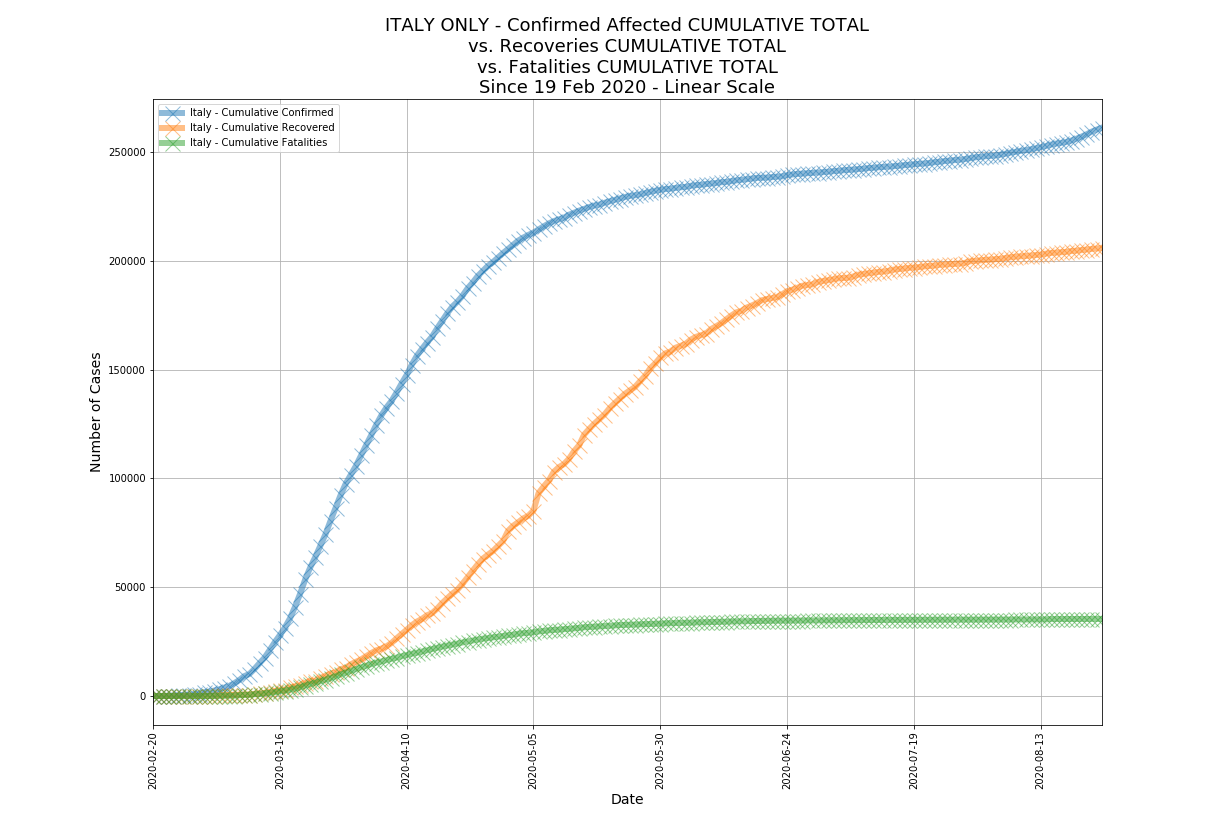 ITALY ONLY - Confirmed Affected CUMULATIVE TOTAL
vs. Recoveries CUMULATIVE TOTAL
vs. Fatalities CUMULATIVE TOTAL
Since 19 Feb 2020 - Linear Scale
Italy - Cumulative Confirmed
Italy - Cumulative Recovered
Italy - Cumulative Fatalities
Number of Cases
250000
200000
150000
100000
50000
0
2020-02-20
2020-03-16
2020-04-10
2020-05-05
2020-05-30
2020-06-24
2020-07-19
2020-08-13
Date